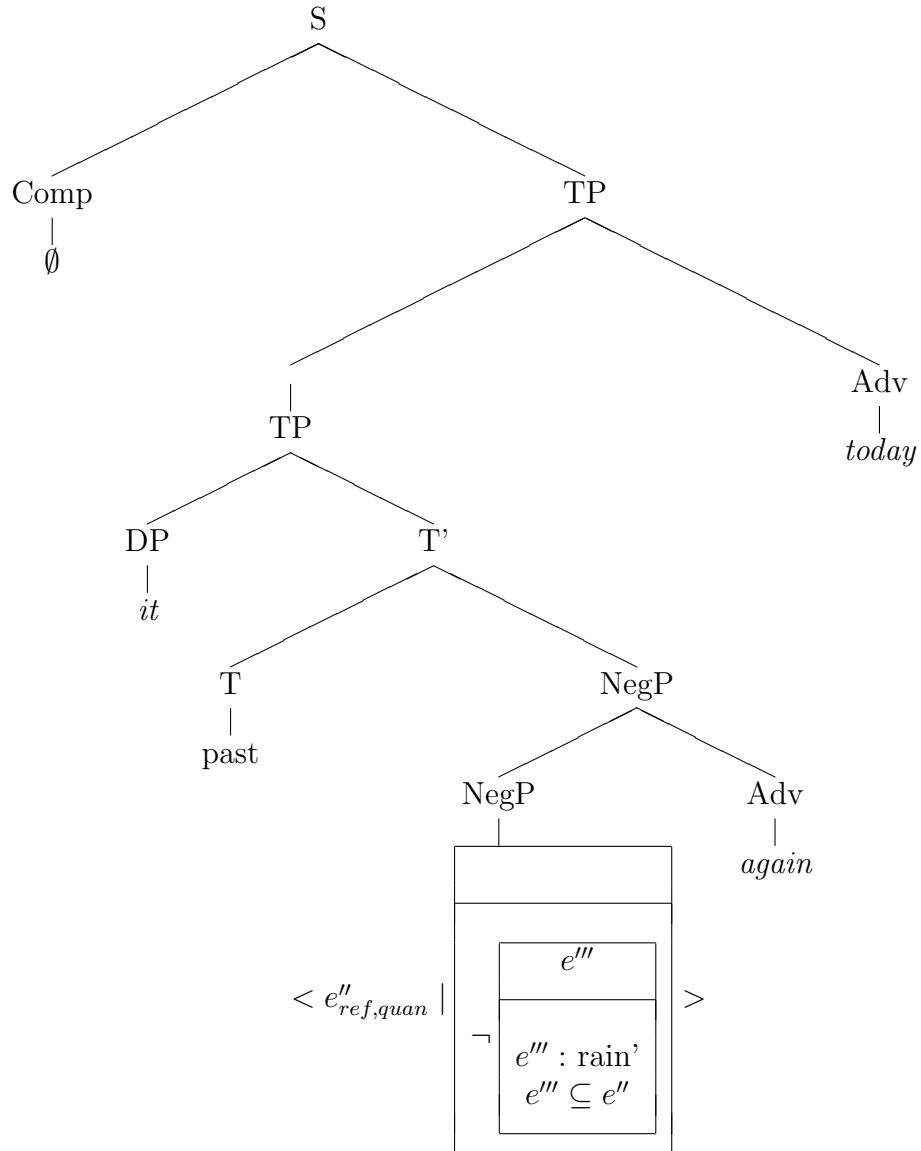 S
Comp TP
∅
Adv
TP
today
DP T’
it
T NegP
past
NegP Adv
again
e′′′
< e′′ref,quan | >
¬
e′′′ : rain’
e′′′ ⊆ e′′